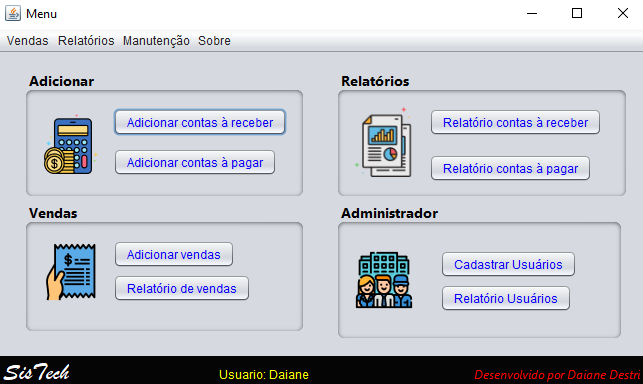 Menu
Vendas Relatórios Manutenção Sobre
Adicionar
Adicionar contas à receber
Adicionar contas à pagar
Relatórios
Relatório contas à receber
Relatório contas à pagar
Vendas
Adicionar vendas
Relatório de vendas
Administrador
Cadastrar Usuários
Relatório Usuários
SisTech
Usuario: Daiane
Desenvolvido por Daiane Destri